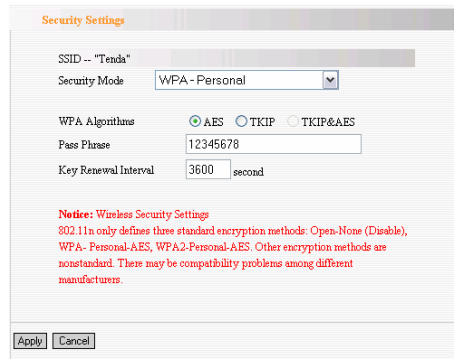 Security Settings
SSID -- "Tenda"
Security Mode WPA - Personal
WPA Algorithms AES TKIP TKIP&AES
Pass Phrase 12345678
Key Renewal Interval 3600 second
Notice: Wireless Security Settings
802.11n only defines three standard encryption methods: Open-None (Disable),
WPA- Personal-AES, WPA2-Personal-AES. Other encryption methods are
nonstandard. There may be compatibility problems among different
manufacturers.
Apply Cancel